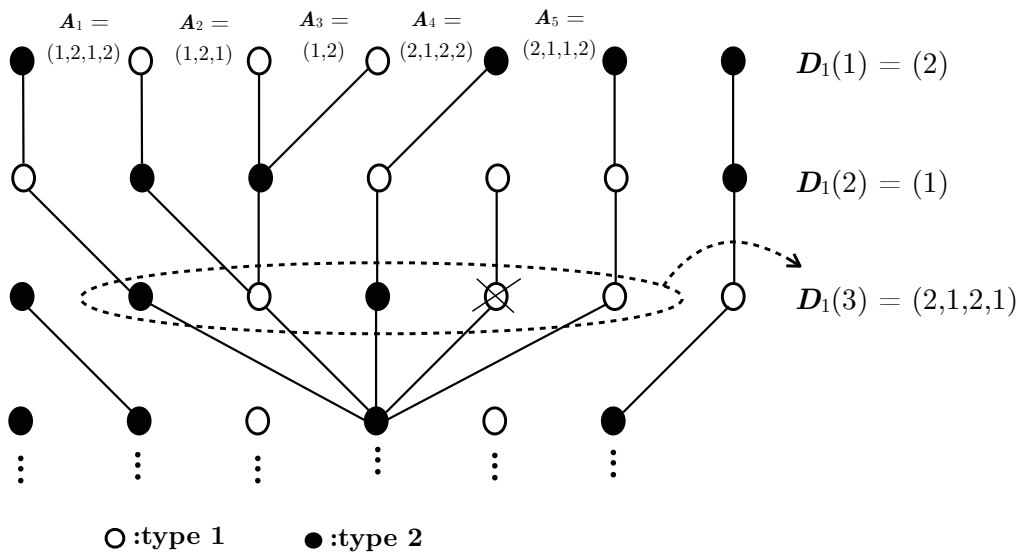 A₁ = A₂ = A₃ = A₄ = A₅ =
(1,2,1,2) (1,2,1) (1,2) (2,1,2,2) (2,1,1,2)
D₁(1) = (2)
D₁(2) = (1)
D₁(3) = (2,1,2,1)
:type 1 :type 2